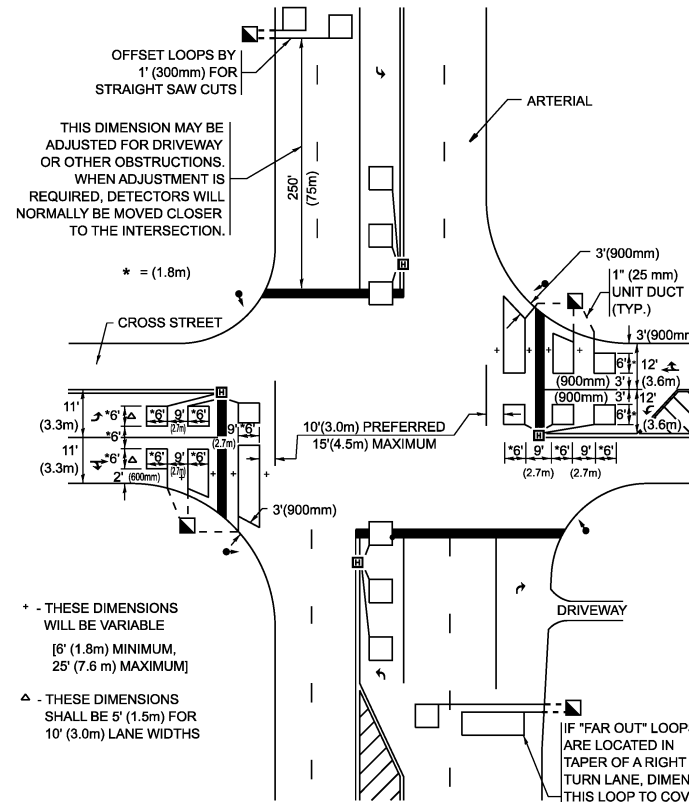 OFFSET LOOPS BY
1' (300mm) FOR
STRAIGHT SAW CUTS
ARTERIAL
THIS DIMENSION MAY BE
ADJUSTED FOR DRIVEWAY
OR OTHER OBSTRUCTIONS.
WHEN ADJUSTMENT IS
REQUIRED, DETECTORS WILL
NORMALLY BE MOVED CLOSER
TO THE INTERSECTION.
250'
(75m)
* = (1.8m)
H
3'(900mm)
1" (25 mm)
UNIT DUCT
(TYP.)
CROSS STREET
3'(900m
6'* 12'
(900mm) 3' (3.6m)
(900mm) 3' 12'
6'* (3.6m)
H
11'
(3.3m)
*6' 9' *6'
(2.7m)
*6'
*6'
9' *6'
(2.7m)
10'(3.0m) PREFERRED
15'(4.5m) MAXIMUM
H
11'
(3.3m)
*6'
*6' 9' *6'
(2.7m)
2' (600mm)
*6' 9' *6' 9' *6'
(2.7m) (2.7m)
3'(900mm)
H
+ - THESE DIMENSIONS
WILL BE VARIABLE
[6' (1.8m) MINIMUM,
25' (7.6 m) MAXIMUM]
△ - THESE DIMENSIONS
SHALL BE 5' (1.5m) FOR
10' (3.0m) LANE WIDTHS
DRIVEWAY
IF "FAR OUT" LOOP
ARE LOCATED IN
TAPER OF A RIGHT
TURN LANE, DIMEN
THIS LOOP TO COV